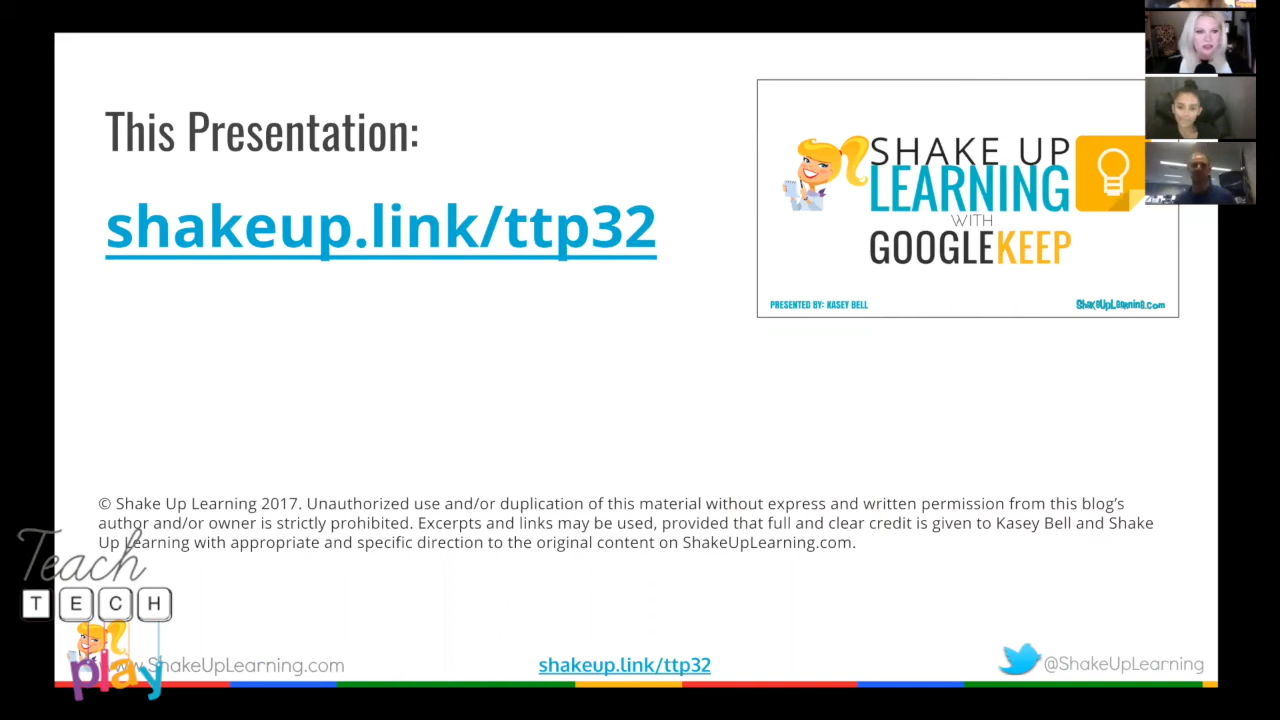 This Presentation:
shakeup.link/ttp32
SHAKE UP
LEARNING
WITH
GOOGLEKEEP
PRESENTED BY: KASEY BELL
ShakeUpLearning.com
© Shake Up Learning 2017. Unauthorized use and/or duplication of this material without express and written permission from this blog’s
author and/or owner is strictly prohibited. Excerpts and links may be used, provided that full and clear credit is given to Kasey Bell and Shake
Up Learning with appropriate and specific direction to the original content on ShakeUpLearning.com.
Teach
TECH
play
www.ShakeUpLearning.com
shakeup.link/ttp32
@ShakeUpLearning